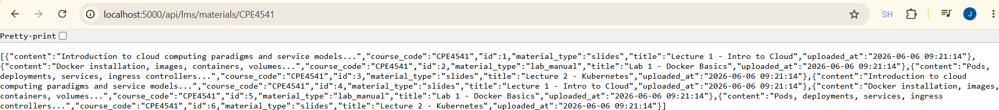 localhost:5000/api/lms/materials/CPE4541
SH
J
Pretty-print
[{"content":"Introduction to cloud computing paradigms and service models...","course_code":"CPE4541","id":1,"material_type":"slides","title":"Lecture 1 - Intro to Cloud","uploaded_at":"2026-06-06 09:21:14"},
{"content":"Docker installation, images, containers, volumes...","course_code":"CPE4541","id":2,"material_type":"lab_manual","title":"Lab 1 - Docker Basics","uploaded_at":"2026-06-06 09:21:14"},{"content":"Pods,
deployments, services, ingress controllers...","course_code":"CPE4541","id":3,"material_type":"slides","title":"Lecture 2 - Kubernetes","uploaded_at":"2026-06-06 09:21:14"},{"content":"Introduction to cloud
computing paradigms and service models...","course_code":"CPE4541","id":4,"material_type":"slides","title":"Lecture 1 - Intro to Cloud","uploaded_at":"2026-06-06 09:21:14"},{"content":"Docker installation, images,
containers, volumes...","course_code":"CPE4541","id":5,"material_type":"lab_manual","title":"Lab 1 - Docker Basics","uploaded_at":"2026-06-06 09:21:14"},{"content":"Pods, deployments, services, ingress
controllers...","course_code":"CPE4541","id":6,"material_type":"slides","title":"Lecture 2 - Kubernetes","uploaded_at":"2026-06-06 09:21:14"}]